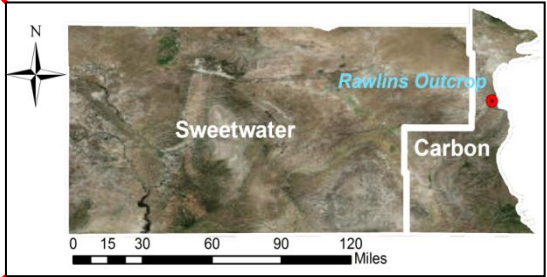 N
Rawlins Outcrop
Sweetwater
Carbon
0 15 30 60 90 120
Miles